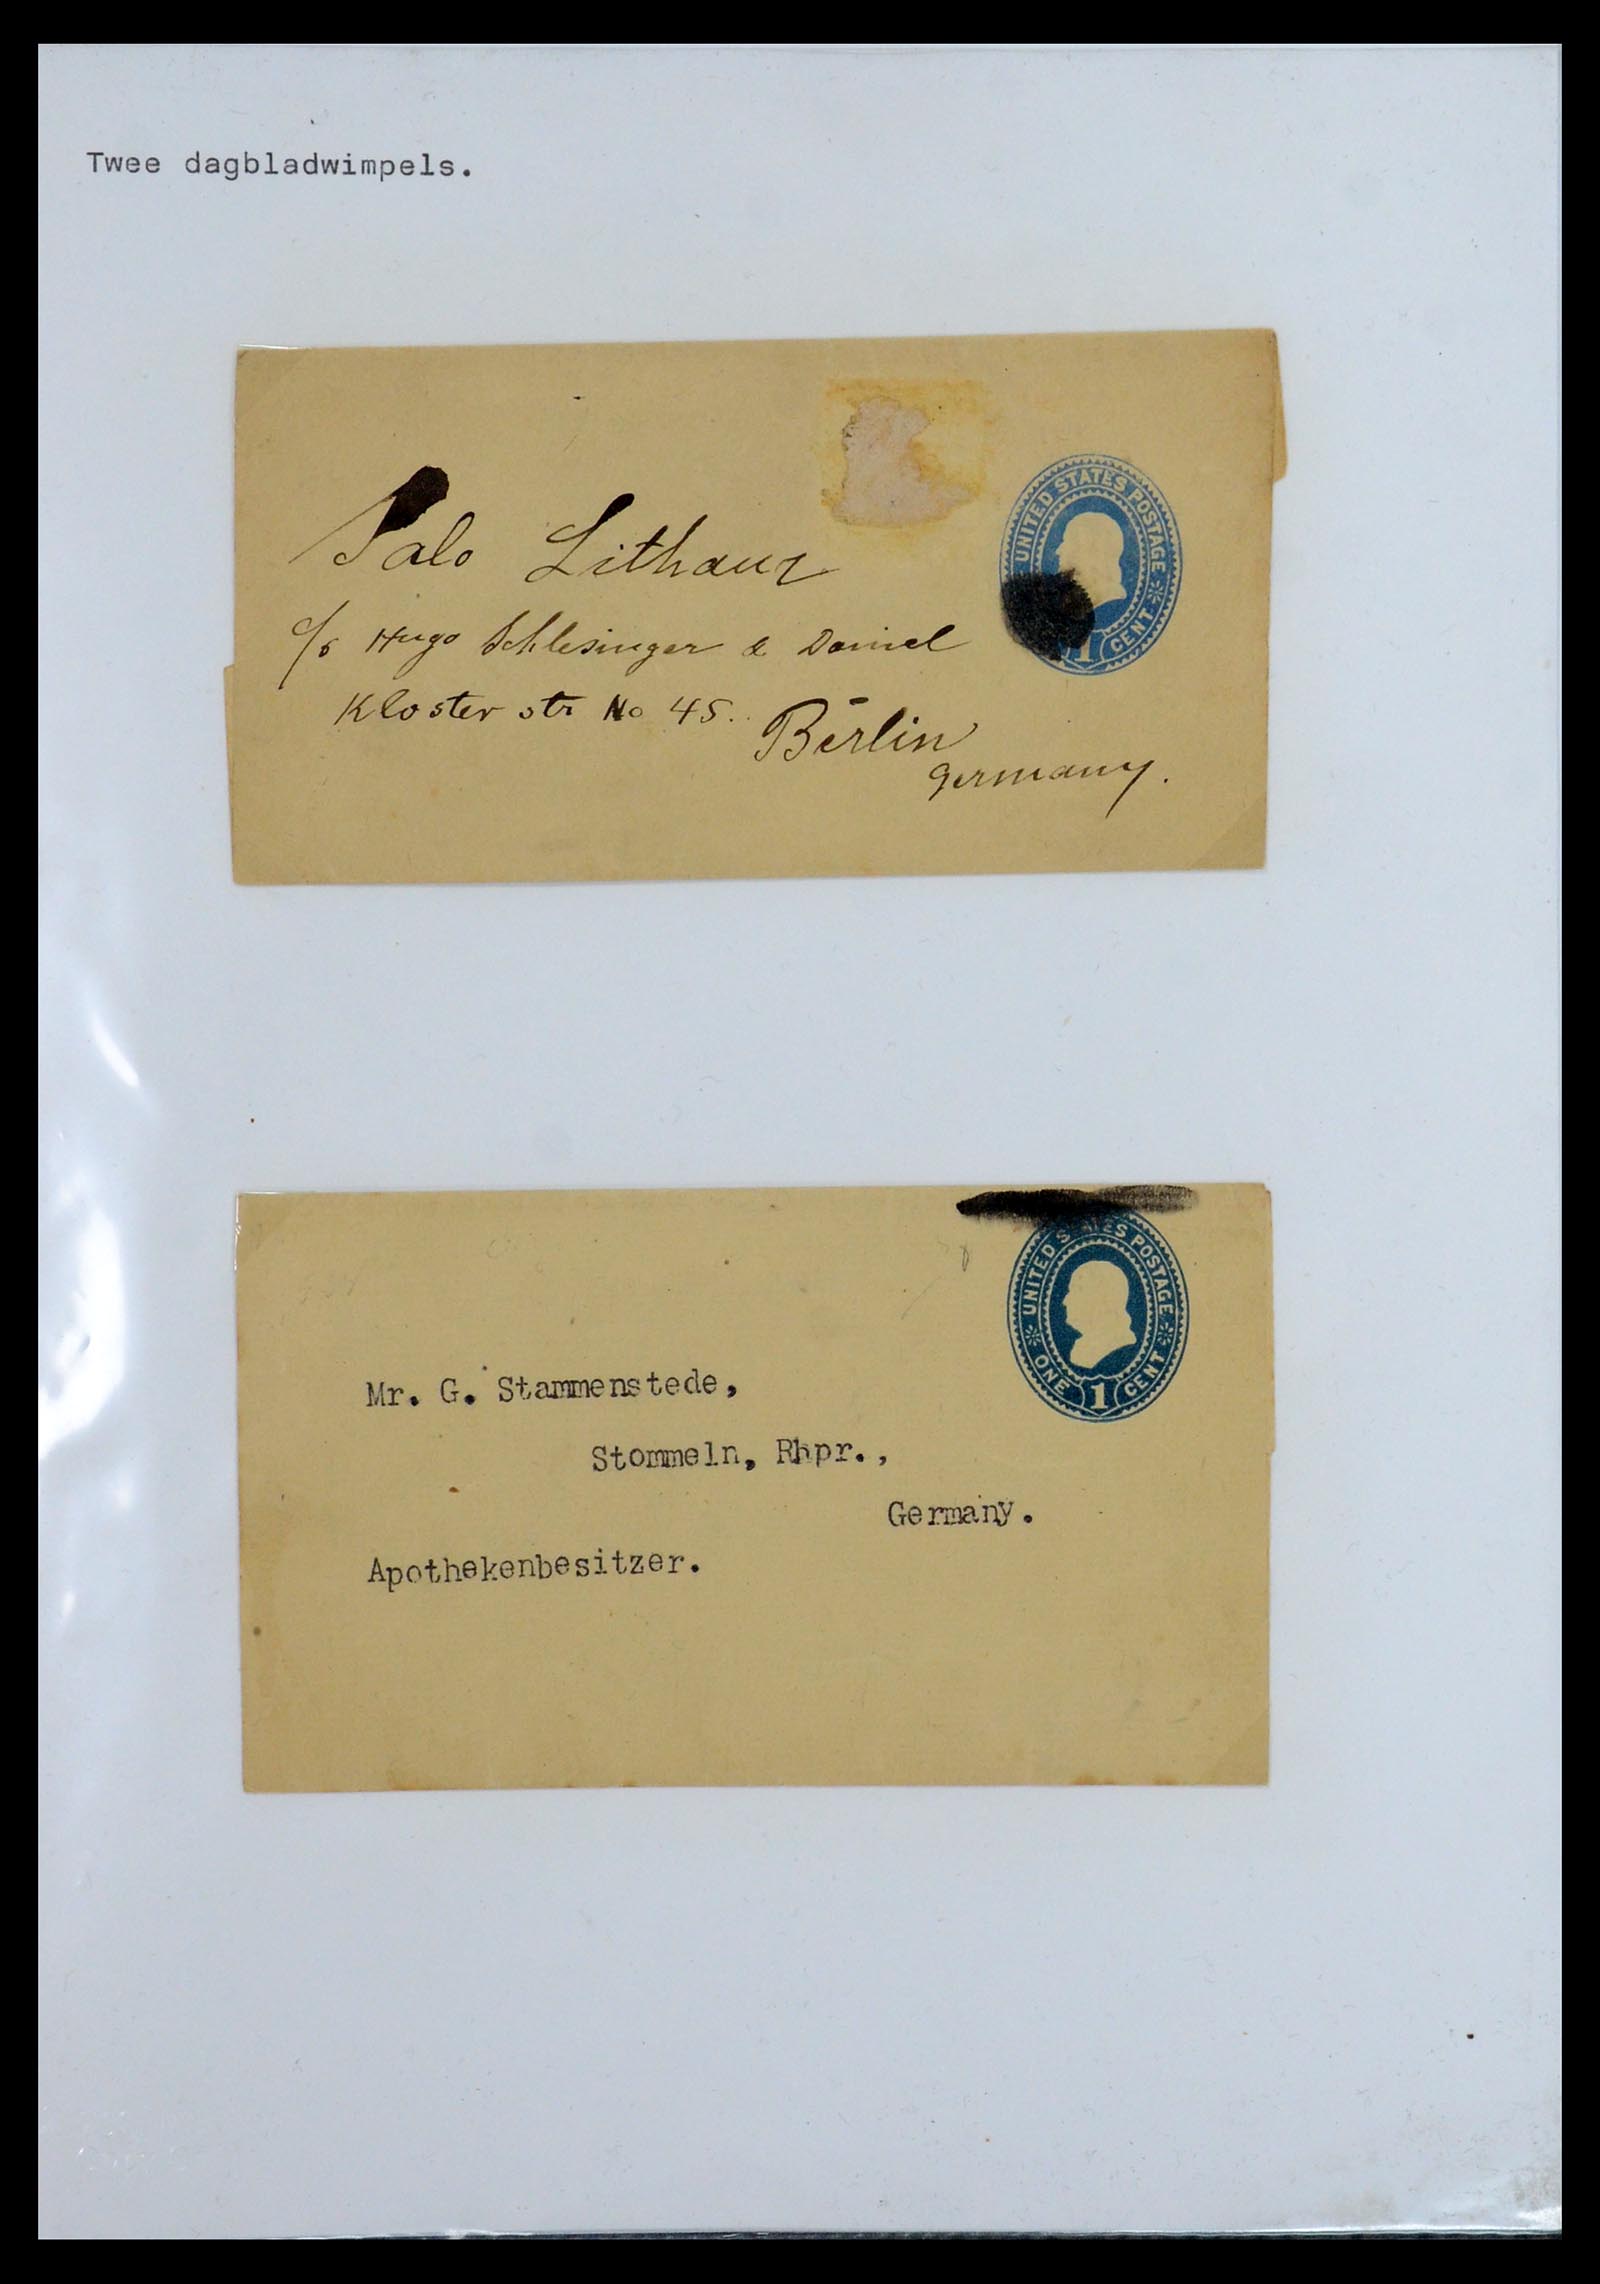 Twee dagbladwimpels.
UNITED STATES POSTAGE
1 CENT
Salo Lithauer
c/o Hugo Schlesinger & Daniel
Kloster str No 45.
Berlin
Germany.
UNITED STATES POSTAGE
ONE 1 CENT
Mr. G. Stammenstede,
Stommeln, Rhpr.,
Germany.
Apothekenbesitzer.